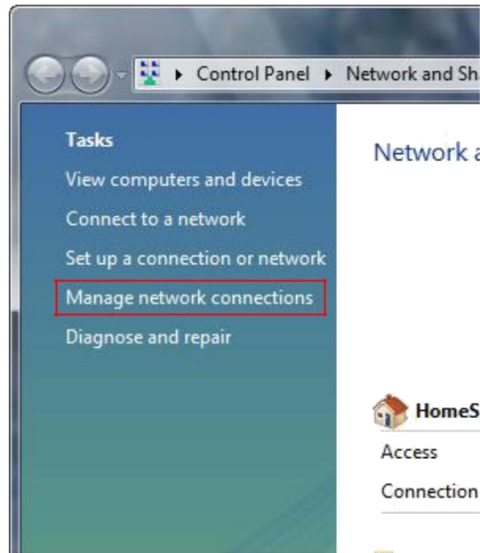 Control Panel Network and Sh
Tasks
View computers and devices
Connect to a network
Set up a connection or network
Manage network connections
Diagnose and repair
Network a
HomeS
Access
Connection